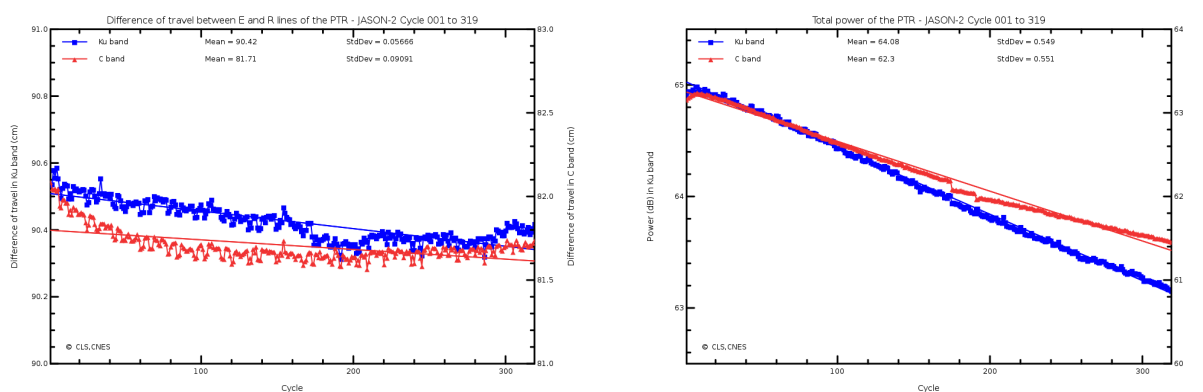 Difference of travel between E and R lines of the PTR - JASON-2 Cycle 001 to 319
91.0
90.8
90.6
90.4
90.2
90.0
83.0
82.5
82.0
81.5
81.0
Ku band Mean = 90.42 StdDev = 0.05666
C band Mean = 81.71 StdDev = 0.09091
Difference of travel in Ku band (cm)
Difference of travel in C band (cm)
© CLS,CNES
100 200 300
Cycle
Total power of the PTR - JASON-2 Cycle 001 to 319
65
64
63
64
63
62
61
60
Ku band Mean = 64.08 StdDev = 0.549
C band Mean = 62.3 StdDev = 0.551
Power (dB) in Ku band
© CLS,CNES
100 200 300
Cycle